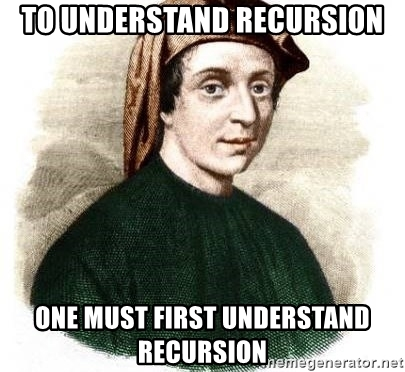 TO UNDERSTAND RECURSION
ONE MUST FIRST UNDERSTAND
RECURSION
memegenerator.net